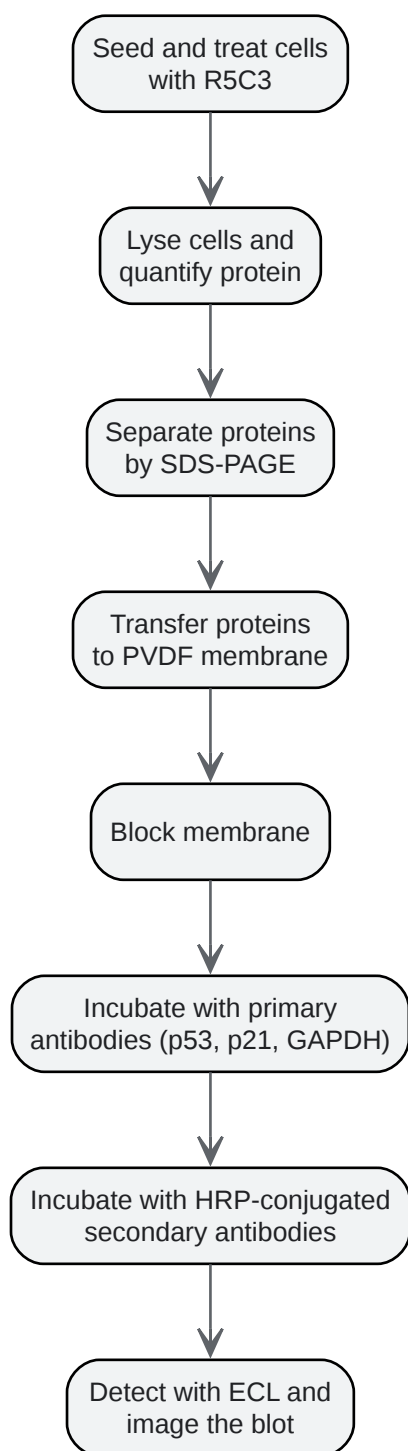 Seed and treat cells
with R5C3
Lyse cells and
quantify protein
Separate proteins
by SDS-PAGE
Transfer proteins
to PVDF membrane
Block membrane
Incubate with primary
antibodies (p53, p21, GAPDH)
Incubate with HRP-conjugated
secondary antibodies
Detect with ECL and
image the blot